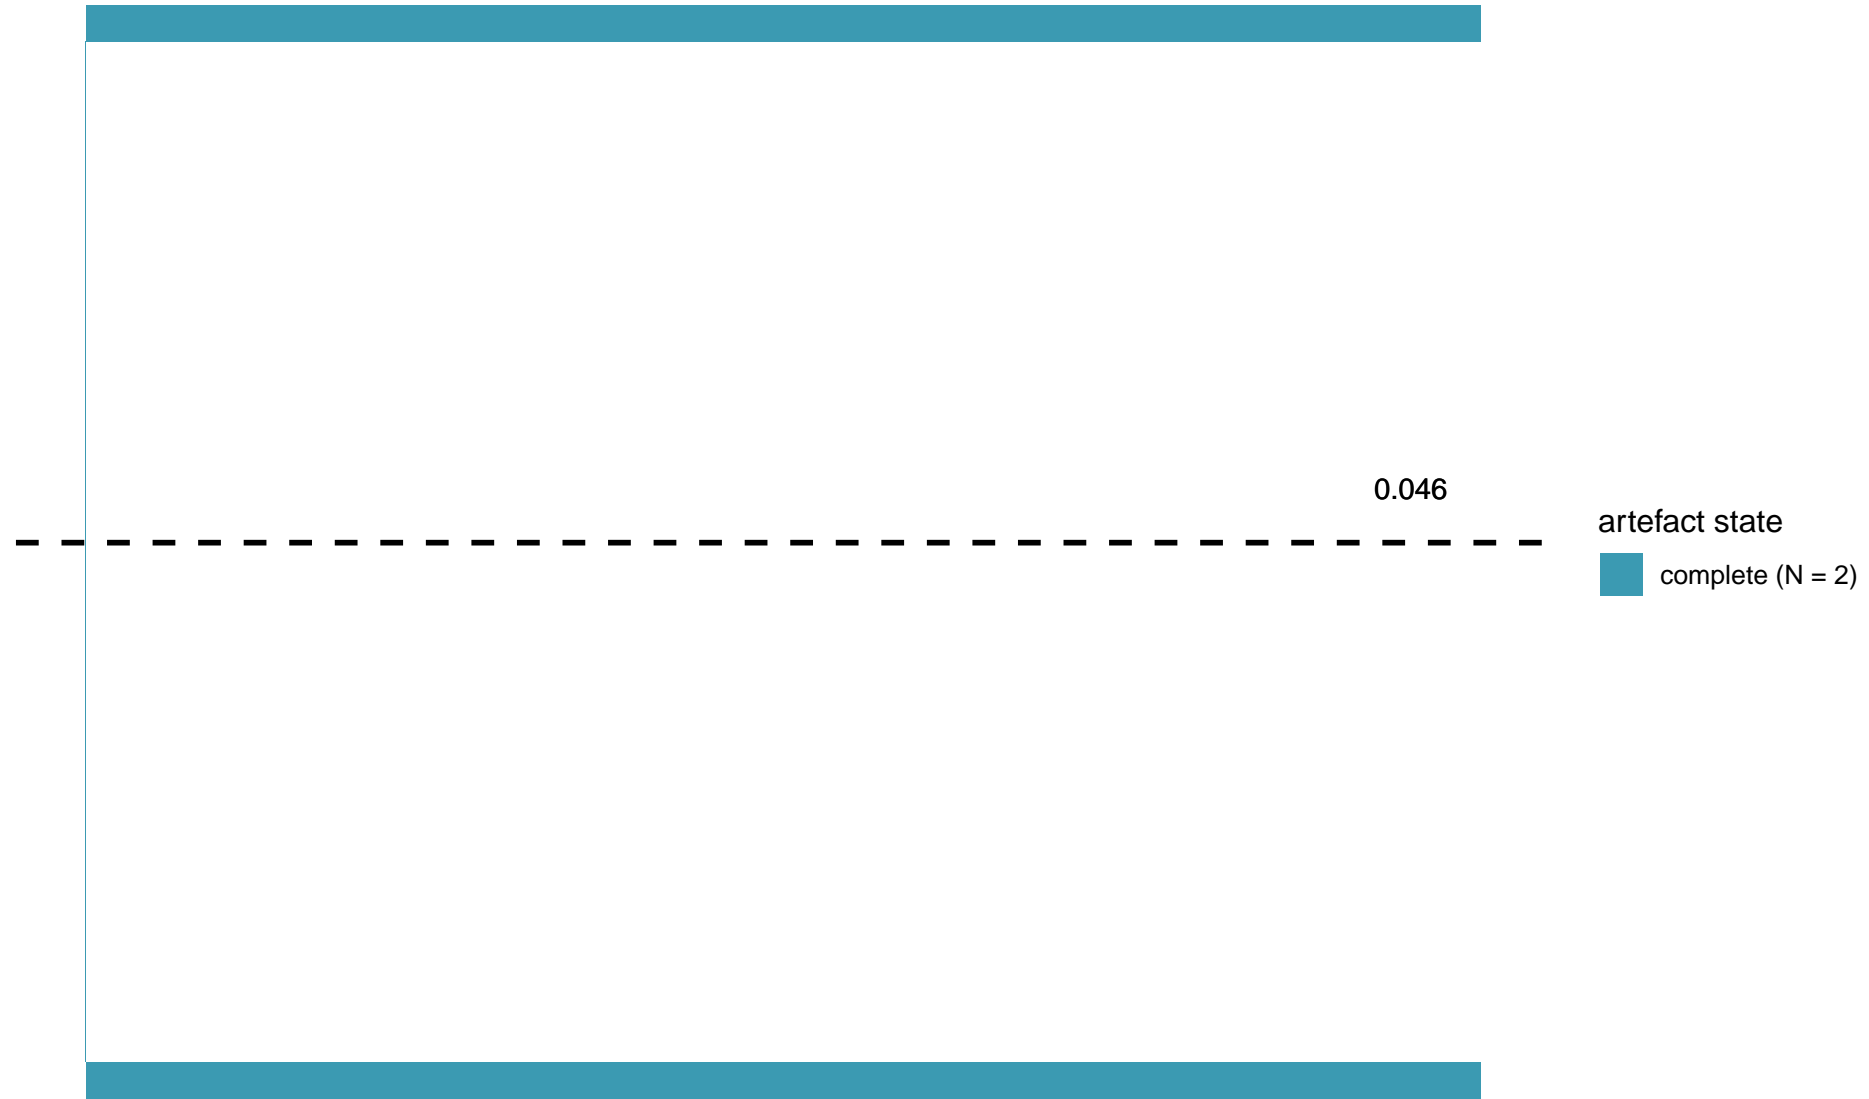 0.046
artefact state
complete (N = 2)